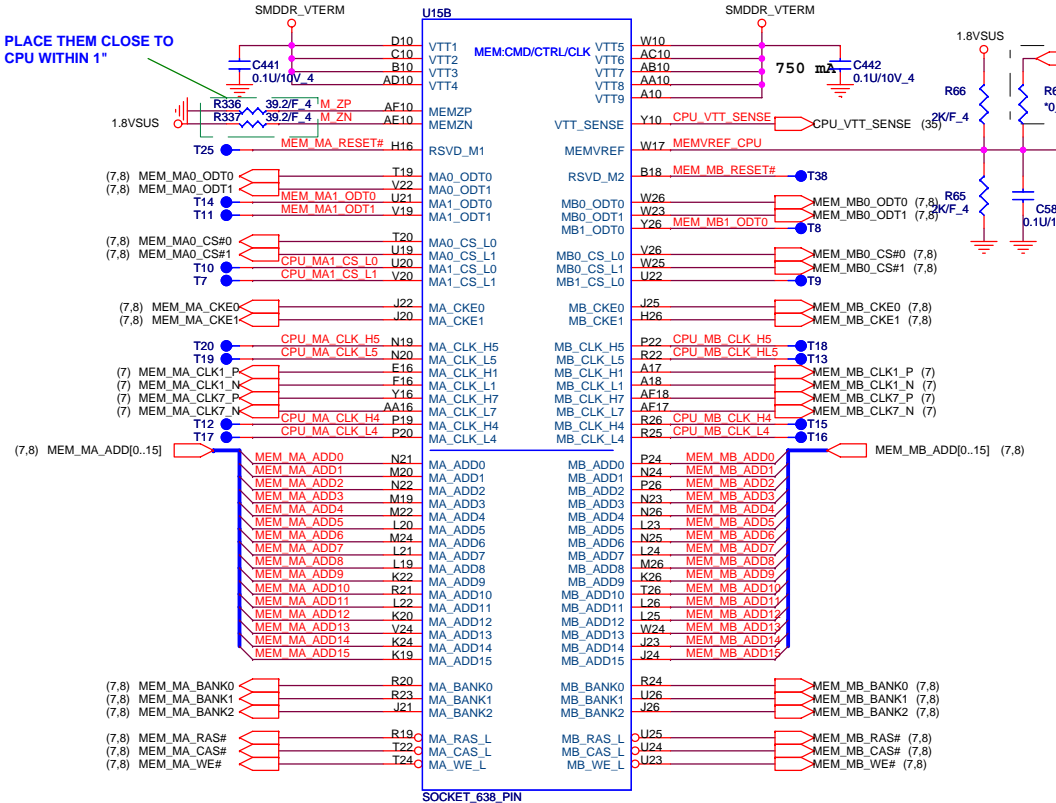 SMDDR_VTERM U15B SMDDR_VTERM
PLACE THEM CLOSE TO
CPU WITHIN 1"
1.8VSUS
MEM:CMD/CTRL/CLK
D10 VTT1 VTT5 W10
C10 VTT2 VTT6 AC10
B10 VTT3 VTT7 AB10
AD10 VTT4 VTT8 AA10
VTT9 A10
C441
0.1U/10V_4
750 mA
C442
0.1U/10V_4
R336 39.2/F_4 M_ZP AF10 MEMZP
R337 39.2/F_4 M_ZN AE10 MEMZN
1.8VSUS
VTT_SENSE Y10 CPU_VTT_SENSE CPU_VTT_SENSE (35)
R66
2K/F_4
T25 MEM_MA_RESET# H16 RSVD_M1 MEMVREF W17 MEMVREF_CPU
RSVD_M2 B18 MEM_MB_RESET# T38
R65
2K/F_4
(7,8) MEM_MA0_ODT0 T19 MA0_ODT0
(7,8) MEM_MA0_ODT1 V22 MA0_ODT1
T14 MEM_MA1_ODT0 U21 MA1_ODT0 MB0_ODT0 W26 MEM_MB0_ODT0 (7,8)
T11 MEM_MA1_ODT1 V19 MA1_ODT1 MB0_ODT1 W23 MEM_MB0_ODT1 (7,8)
MB1_ODT0 Y26 MEM_MB1_ODT0 T8
(7,8) MEM_MA0_CS#0 T20 MA0_CS_L0
(7,8) MEM_MA0_CS#1 U19 MA0_CS_L1 MB0_CS_L0 V26 MEM_MB0_CS#0 (7,8)
T10 CPU_MA1_CS_L0 U20 MA1_CS_L0 MB0_CS_L1 W25 MEM_MB0_CS#1 (7,8)
T7 CPU_MA1_CS_L1 V20 MA1_CS_L1 MB1_CS_L0 U22 T9
(7,8) MEM_MA_CKE0 J22 MA_CKE0 MB_CKE0 J25 MEM_MB_CKE0 (7,8)
(7,8) MEM_MA_CKE1 J20 MA_CKE1 MB_CKE1 H26 MEM_MB_CKE1 (7,8)
T20 CPU_MA_CLK_H5 N19 MA_CLK_H5 MB_CLK_H5 P22 CPU_MB_CLK_H5 T18
T19 CPU_MA_CLK_L5 N20 MA_CLK_L5 MB_CLK_L5 R22 CPU_MB_CLK_HL5 T13
(7) MEM_MA_CLK1_P E16 MA_CLK_H1 MB_CLK_H1 A17 MEM_MB_CLK1_P (7)
(7) MEM_MA_CLK1_N F16 MA_CLK_L1 MB_CLK_L1 A18 MEM_MB_CLK1_N (7)
(7) MEM_MA_CLK7_P Y16 MA_CLK_H7 MB_CLK_H7 AF18 MEM_MB_CLK7_P (7)
(7) MEM_MA_CLK7_N AA16 MA_CLK_L7 MB_CLK_L7 AF17 MEM_MB_CLK7_N (7)
T12 CPU_MA_CLK_H4 P19 MA_CLK_H4 MB_CLK_H4 R26 CPU_MB_CLK_H4 T15
T17 CPU_MA_CLK_L4 P20 MA_CLK_L4 MB_CLK_L4 R25 CPU_MB_CLK_L4 T16
(7,8) MEM_MA_ADD[0..15] MEM_MB_ADD[0..15] (7,8)
MEM_MA_ADD0 N21 MA_ADD0 MB_ADD0 P24 MEM_MB_ADD0
MEM_MA_ADD1 M20 MA_ADD1 MB_ADD1 N24 MEM_MB_ADD1
MEM_MA_ADD2 N22 MA_ADD2 MB_ADD2 P26 MEM_MB_ADD2
MEM_MA_ADD3 M19 MA_ADD3 MB_ADD3 N23 MEM_MB_ADD3
MEM_MA_ADD4 M22 MA_ADD4 MB_ADD4 N26 MEM_MB_ADD4
MEM_MA_ADD5 L20 MA_ADD5 MB_ADD5 L23 MEM_MB_ADD5
MEM_MA_ADD6 M24 MA_ADD6 MB_ADD6 N25 MEM_MB_ADD6
MEM_MA_ADD7 L21 MA_ADD7 MB_ADD7 L24 MEM_MB_ADD7
MEM_MA_ADD8 L19 MA_ADD8 MB_ADD8 M26 MEM_MB_ADD8
MEM_MA_ADD9 K22 MA_ADD9 MB_ADD9 K26 MEM_MB_ADD9
MEM_MA_ADD10 R21 MA_ADD10 MB_ADD10 T26 MEM_MB_ADD10
MEM_MA_ADD11 L22 MA_ADD11 MB_ADD11 L26 MEM_MB_ADD11
MEM_MA_ADD12 K20 MA_ADD12 MB_ADD12 L25 MEM_MB_ADD12
MEM_MA_ADD13 V24 MA_ADD13 MB_ADD13 W24 MEM_MB_ADD13
MEM_MA_ADD14 K24 MA_ADD14 MB_ADD14 J23 MEM_MB_ADD14
MEM_MA_ADD15 K19 MA_ADD15 MB_ADD15 J24 MEM_MB_ADD15
(7,8) MEM_MA_BANK0 R20 MA_BANK0 MB_BANK0 R24 MEM_MB_BANK0 (7,8)
(7,8) MEM_MA_BANK1 R23 MA_BANK1 MB_BANK1 U26 MEM_MB_BANK1 (7,8)
(7,8) MEM_MA_BANK2 J21 MA_BANK2 MB_BANK2 J26 MEM_MB_BANK2 (7,8)
(7,8) MEM_MA_RAS# R19 MA_RAS_L MB_RAS_L U25 MEM_MB_RAS# (7,8)
(7,8) MEM_MA_CAS# T22 MA_CAS_L MB_CAS_L U24 MEM_MB_CAS# (7,8)
(7,8) MEM_MA_WE# T24 MA_WE_L MB_WE_L U23 MEM_MB_WE# (7,8)
SOCKET_638_PIN